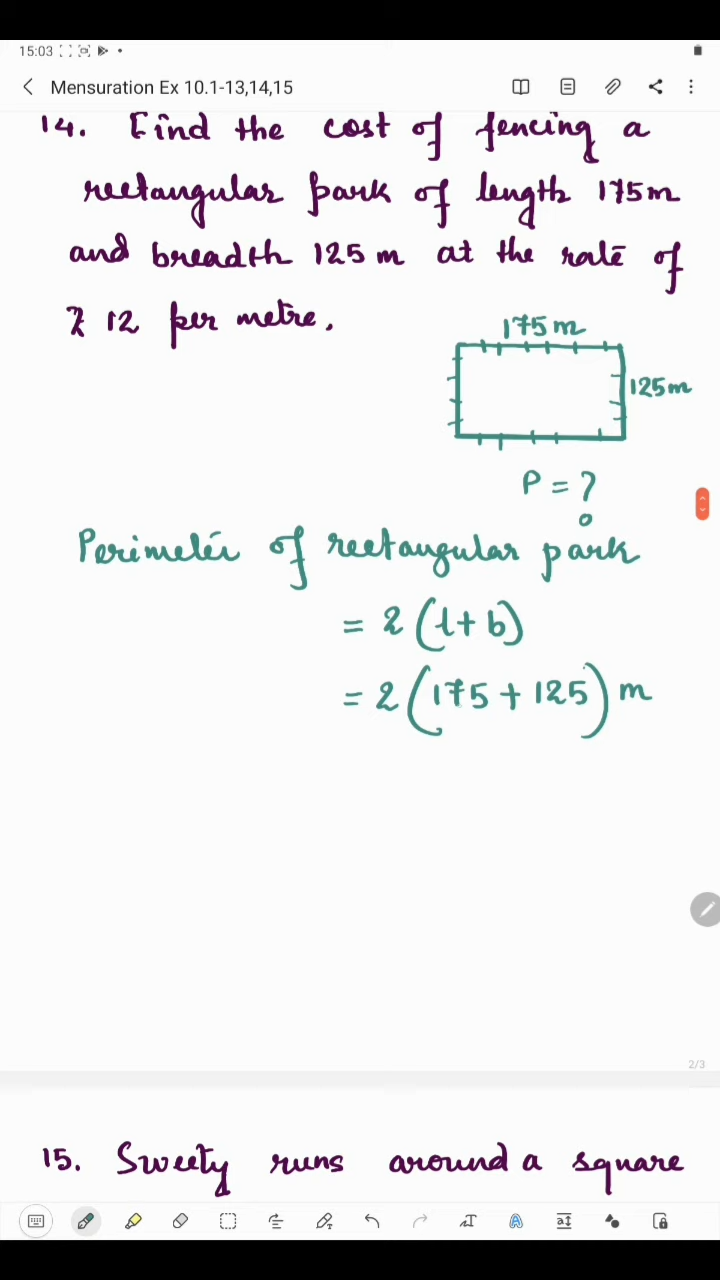 15:03
Mensuration Ex 10.1-13,14,15
14. Find the cost of fencing a
rectangular park of length 175m
and breadth 125 m at the rate of
₹ 12 per metre.
175 m
125m
P = ?
Perimeter of rectangular park
= 2 (l + b)
= 2 (175 + 125) m
2/3
15. Sweety runs around a square